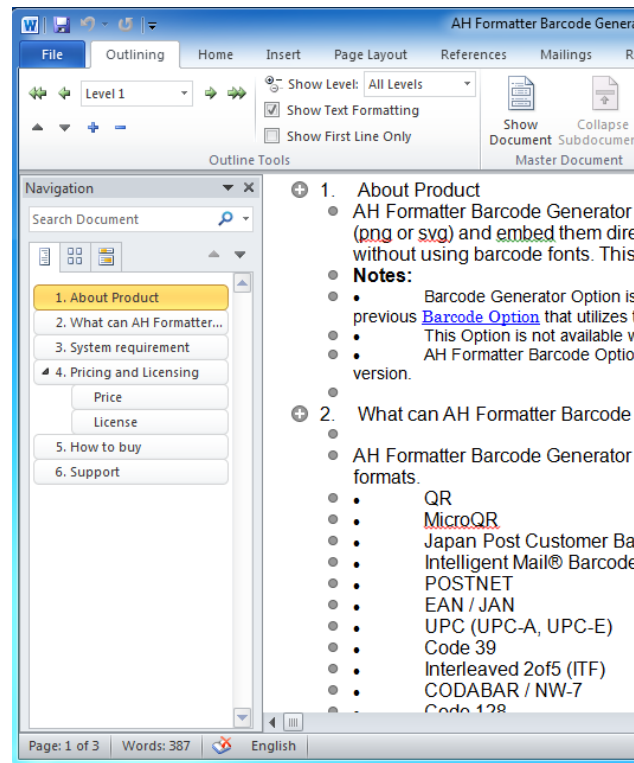 AH Formatter Barcode Genera
File Outlining Home Insert Page Layout References Mailings R
Level 1
Show Level: All Levels
Show Text Formatting
Show First Line Only
Show Document
Collapse Subdocumen
Outline Tools
Master Document
Navigation
Search Document
1. About Product
2. What can AH Formatter...
3. System requirement
4. Pricing and Licensing
Price
License
5. How to buy
6. Support
1. About Product
AH Formatter Barcode Generator
(png or svg) and embed them dire
without using barcode fonts. This
Notes:
• Barcode Generator Option is
previous Barcode Option that utilizes t
• This Option is not available w
• AH Formatter Barcode Optio
version.
2. What can AH Formatter Barcode
AH Formatter Barcode Generator
formats.
• QR
• MicroQR
• Japan Post Customer Ba
• Intelligent Mail® Barcode
• POSTNET
• EAN / JAN
• UPC (UPC-A, UPC-E)
• Code 39
• Interleaved 2of5 (ITF)
• CODABAR / NW-7
• Code 128
Page: 1 of 3 Words: 387 English